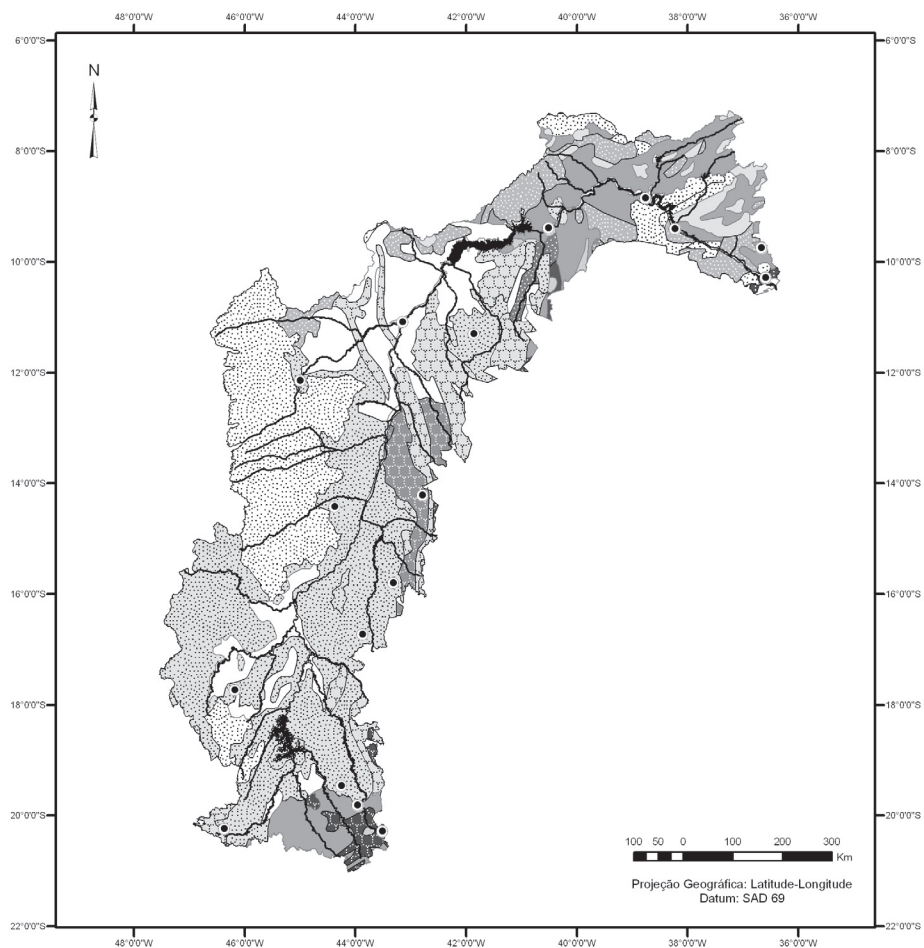 48°0'0"W 46°0'0"W 44°0'0"W 42°0'0"W 40°0'0"W 38°0'0"W 36°0'0"W
6°0'0"S 6°0'0"S
N
8°0'0"S 8°0'0"S
10°0'0"S 10°0'0"S
12°0'0"S 12°0'0"S
14°0'0"S 14°0'0"S
16°0'0"S 16°0'0"S
18°0'0"S 18°0'0"S
20°0'0"S 20°0'0"S
100 50 0 100 200 300
Km
Projeção Geográfica: Latitude-Longitude
Datum: SAD 69
22°0'0"S 22°0'0"S
48°0'0"W 46°0'0"W 44°0'0"W 42°0'0"W 40°0'0"W 38°0'0"W 36°0'0"W